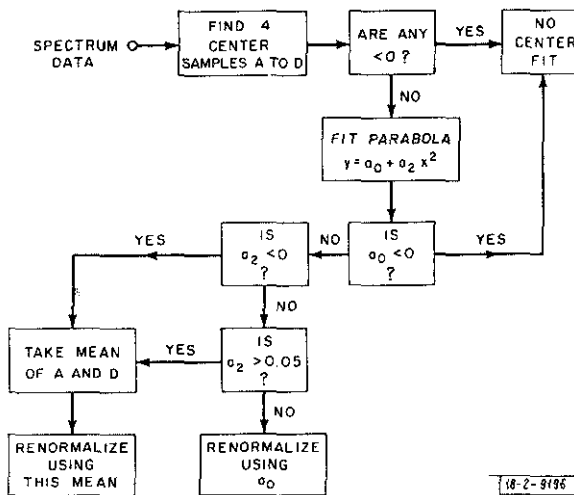 SPECTRUM
DATA
FIND 4
CENTER
SAMPLES A TO D
ARE ANY
<0?
YES
NO
CENTER
FIT
NO
FIT PARABOLA
y = a₀ + a₂ x²
IS
a₀ <0
?
YES
NO
IS
a₂ <0
?
YES
NO
IS
a₂ >0.05
?
YES
TAKE MEAN
OF A AND D
NO
RENORMALIZE
USING
THIS MEAN
RENORMALIZE
USING
a₀
18-2-9196